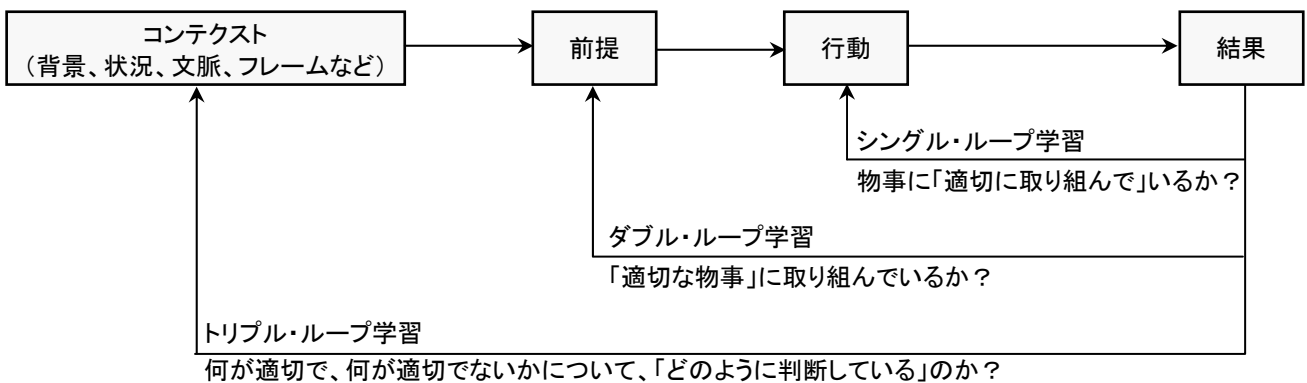 コンテクスト
（背景、状況、文脈、フレームなど）
前提
行動
結果
シングル・ループ学習
物事に「適切に取り組んで」いるか？
ダブル・ループ学習
「適切な物事」に取り組んでいるか？
トリプル・ループ学習
何が適切で、何が適切でないかについて、「どのように判断している」のか？